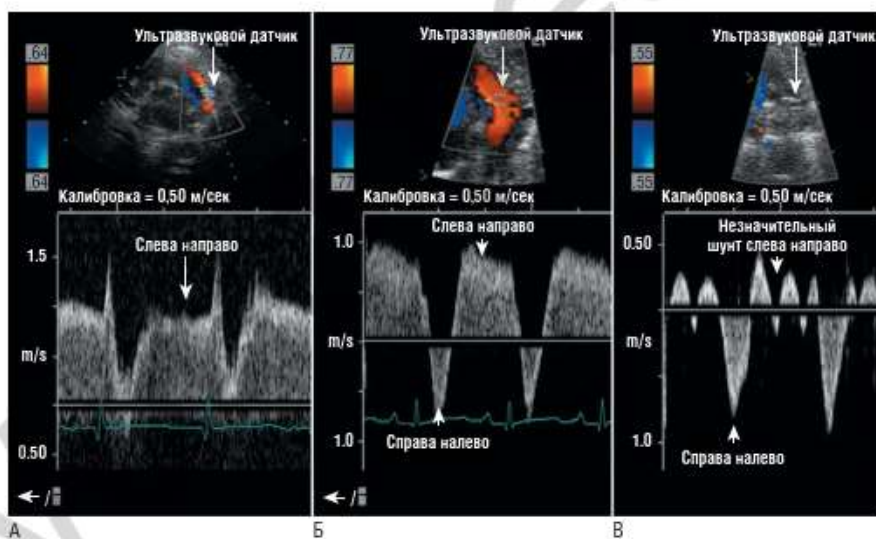 Ультразвуковой датчик
.64
.64
Калибровка = 0,50 м/сек
Слева направо
1.5
m/s
0.50
А
Ультразвуковой датчик
.77
.77
Калибровка = 0,50 м/сек
Слева направо
1.0
m/s
1.0
Справа налево
Б
Ультразвуковой датчик
.55
.55
Калибровка = 0,50 м/сек
Незначительный
шунт слева направо
0.50
m/s
1.0
Справа налево
В